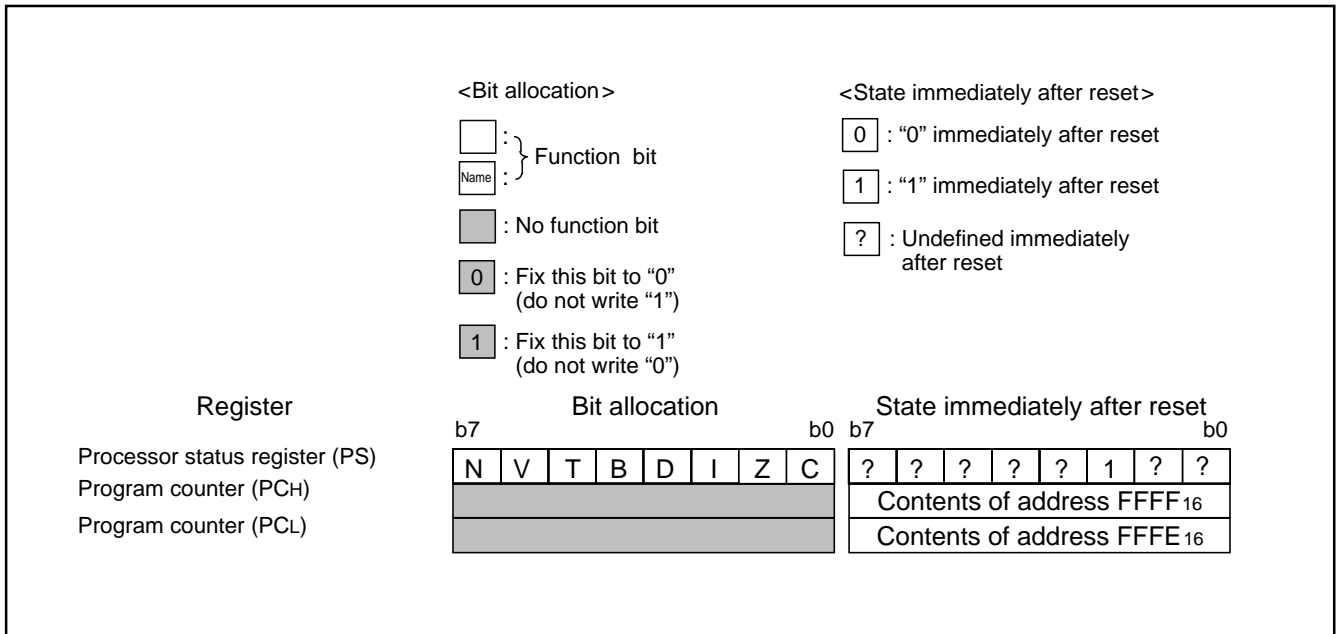 <Bit allocation>
:
Name : Function bit
: No function bit
0 : Fix this bit to “0”
(do not write “1”)
1 : Fix this bit to “1”
(do not write “0”)
<State immediately after reset>
0 : “0” immediately after reset
1 : “1” immediately after reset
? : Undefined immediately
after reset
Register Bit allocation State immediately after reset
b7 b0 b7 b0
Processor status register (PS) N V T B D I Z C ? ? ? ? ? 1 ? ?
Program counter (PCH) Contents of address FFFF16
Program counter (PCL) Contents of address FFFE16